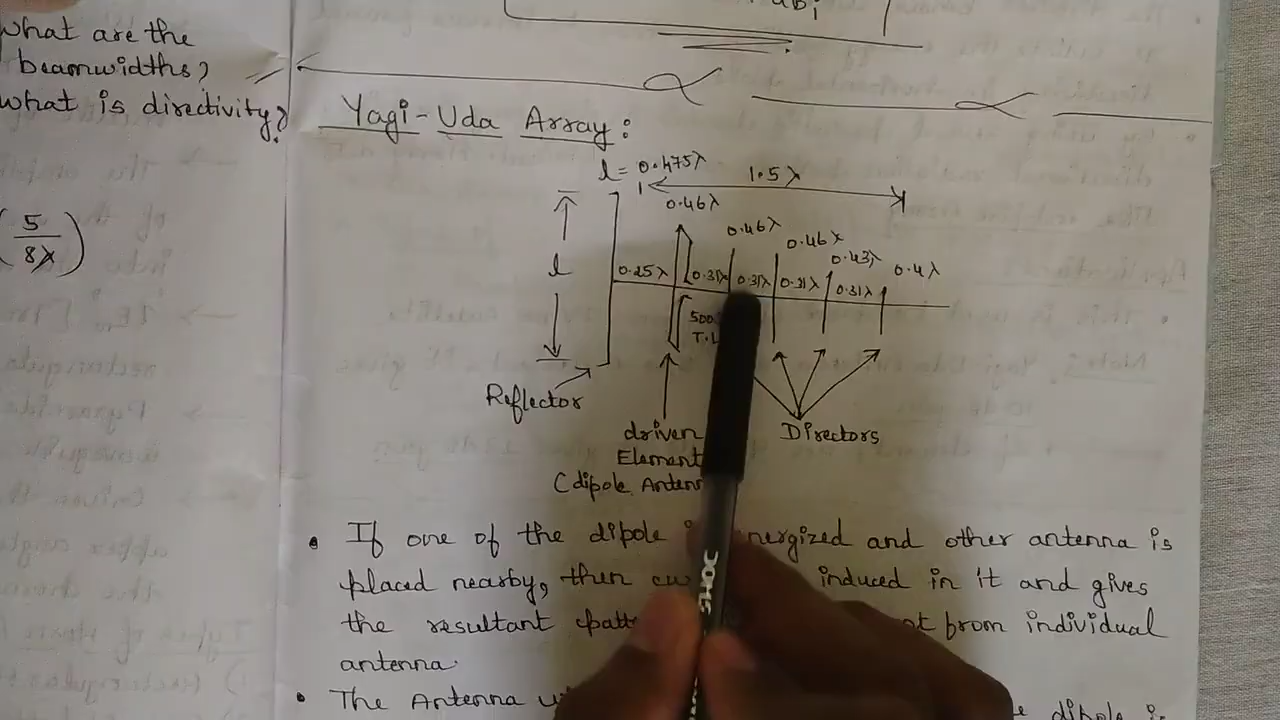 what are the
beamwidths?
what is directivity?
5
8λ
Yagi-Uda Array:
l = 0.475λ
1.5λ
0.46λ
0.46λ
0.46λ
0.43λ
0.4λ
l
0.25λ
0.31λ
0.31λ
0.31λ
0.31λ
Reflector
driven
Element
Directors
(dipole
• If one of the dipole and other antenna is
placed nearby, then induced in it and gives
the resultant from individual
antenna.
• The Antenna
dipole is